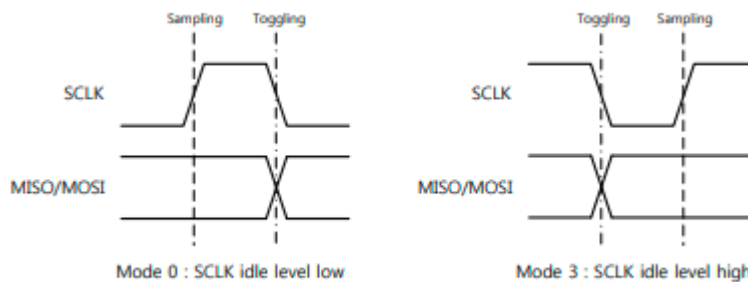 Sampling Toggling
SCLK
MISO/MOSI
Mode 0 : SCLK idle level low
Toggling Sampling
SCLK
MISO/MOSI
Mode 3 : SCLK idle level high